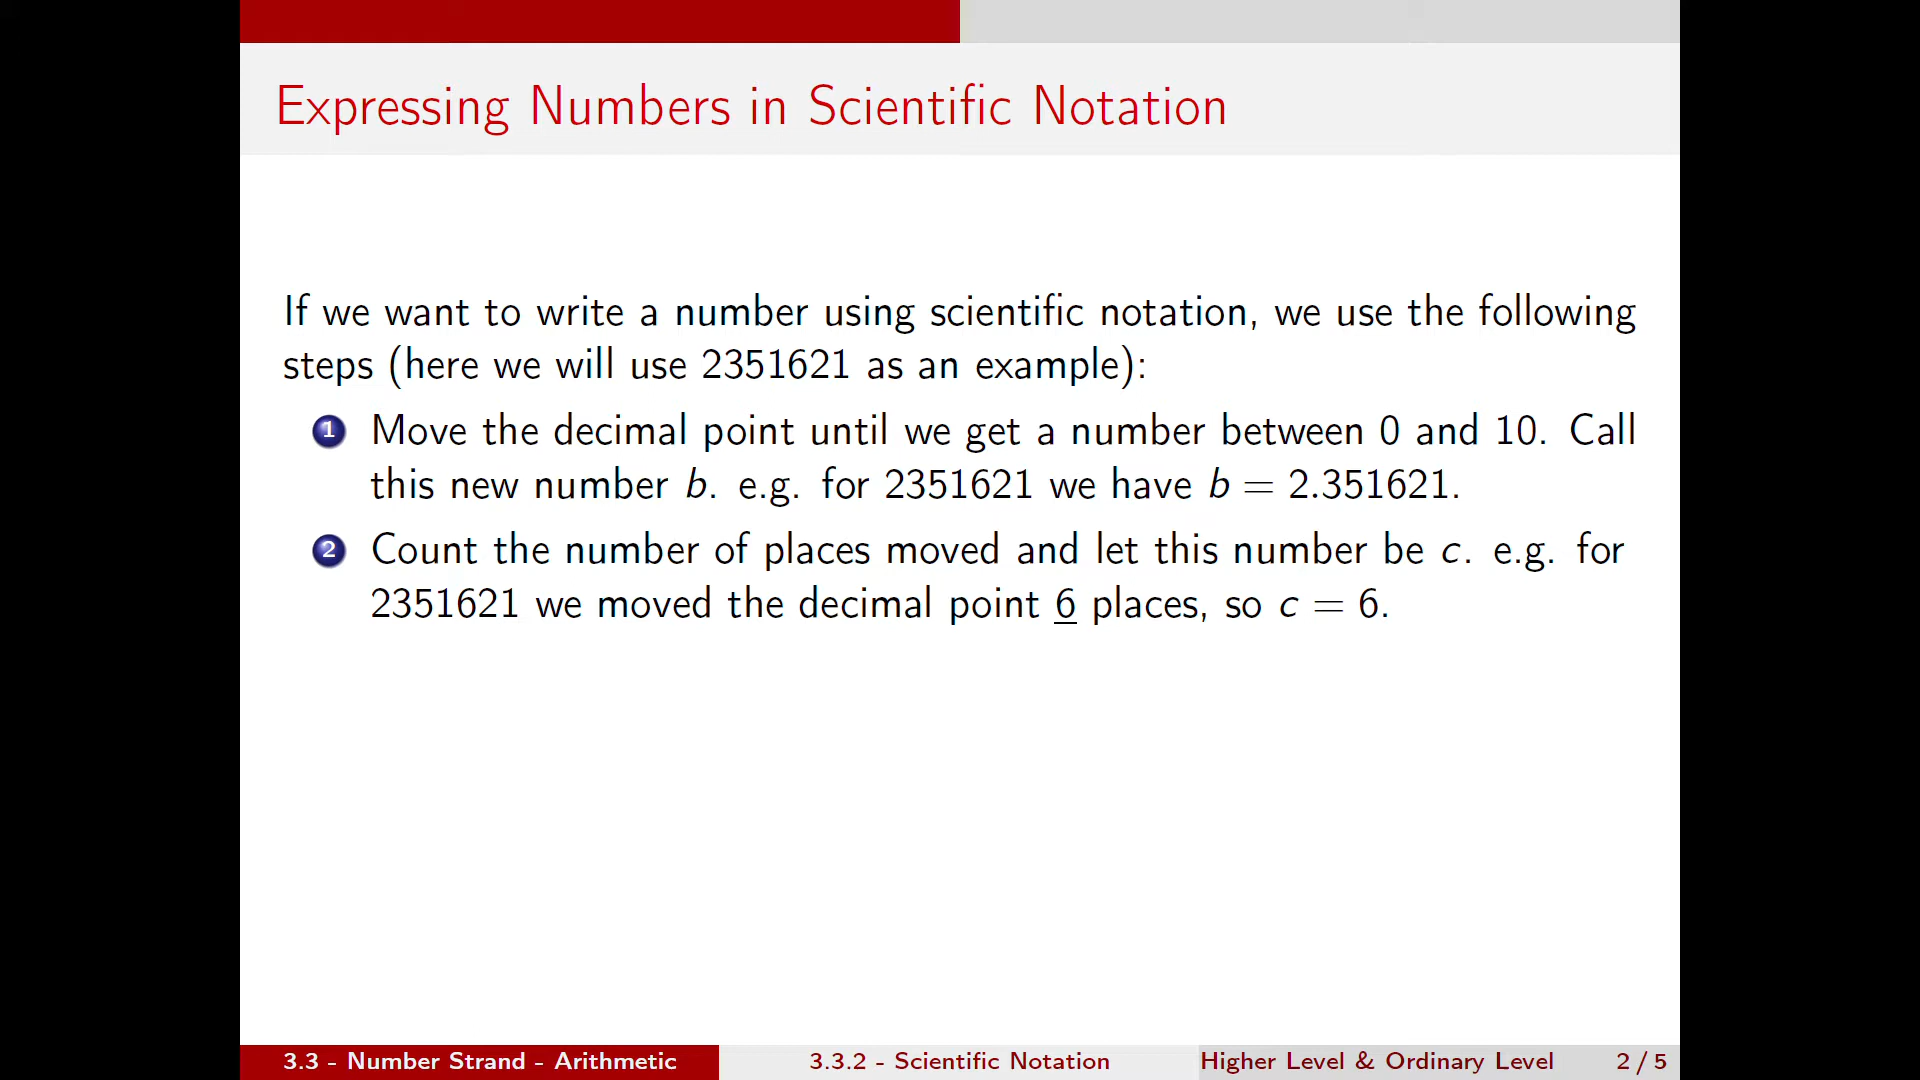 Expressing Numbers in Scientific Notation
If we want to write a number using scientific notation, we use the following
steps (here we will use 2351621 as an example):
1 Move the decimal point until we get a number between 0 and 10. Call
this new number b. e.g. for 2351621 we have b = 2.351621.
2 Count the number of places moved and let this number be c. e.g. for
2351621 we moved the decimal point 6 places, so c = 6.
3.3 - Number Strand - Arithmetic 3.3.2 - Scientific Notation Higher Level & Ordinary Level 2 / 5